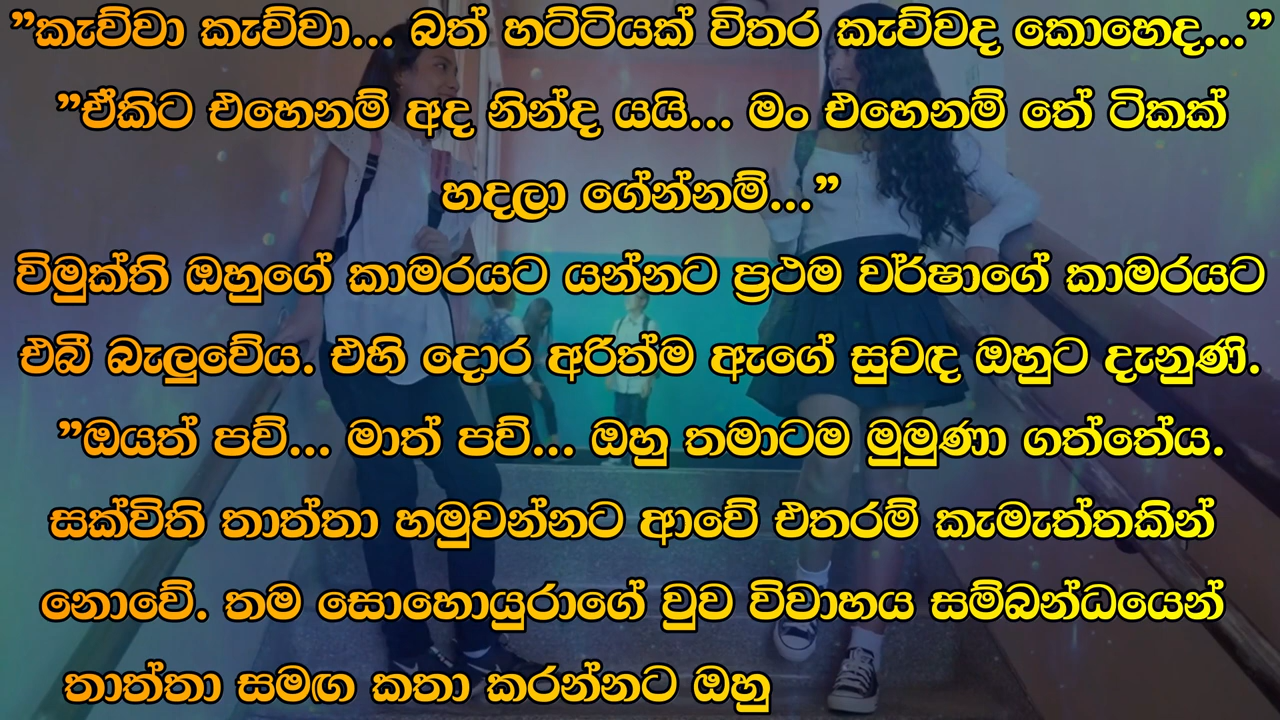 ”කැව්වා කැව්වා... බත් හට්ටියක් විතර කැව්වද කොහෙද...”
”ඒකිට එහෙනම් අද නින්ද යයි... මං එහෙනම් තේ ටිකක්
හදලා ගේන්නම්...”
විමුක්ති ඔහුගේ කාමරයට යන්නට ප්‍රථම වර්ෂාගේ කාමරයට
එබී බැලුවේය. එහි දොර අරිත්ම ඇගේ සුවඳ ඔහුට දැනුණි.
”ඔයත් පව්... මාත් පව්... ඔහු තමාටම මුමුණා ගත්තේය.
සක්විති තාත්තා හමුවන්නට ආවේ එතරම් කැමැත්තකින්
නොවේ. තම සොහොයුරාගේ වුව විවාහය සම්බන්ධයෙන්
තාත්තා සමඟ කතා කරන්නට ඔහු